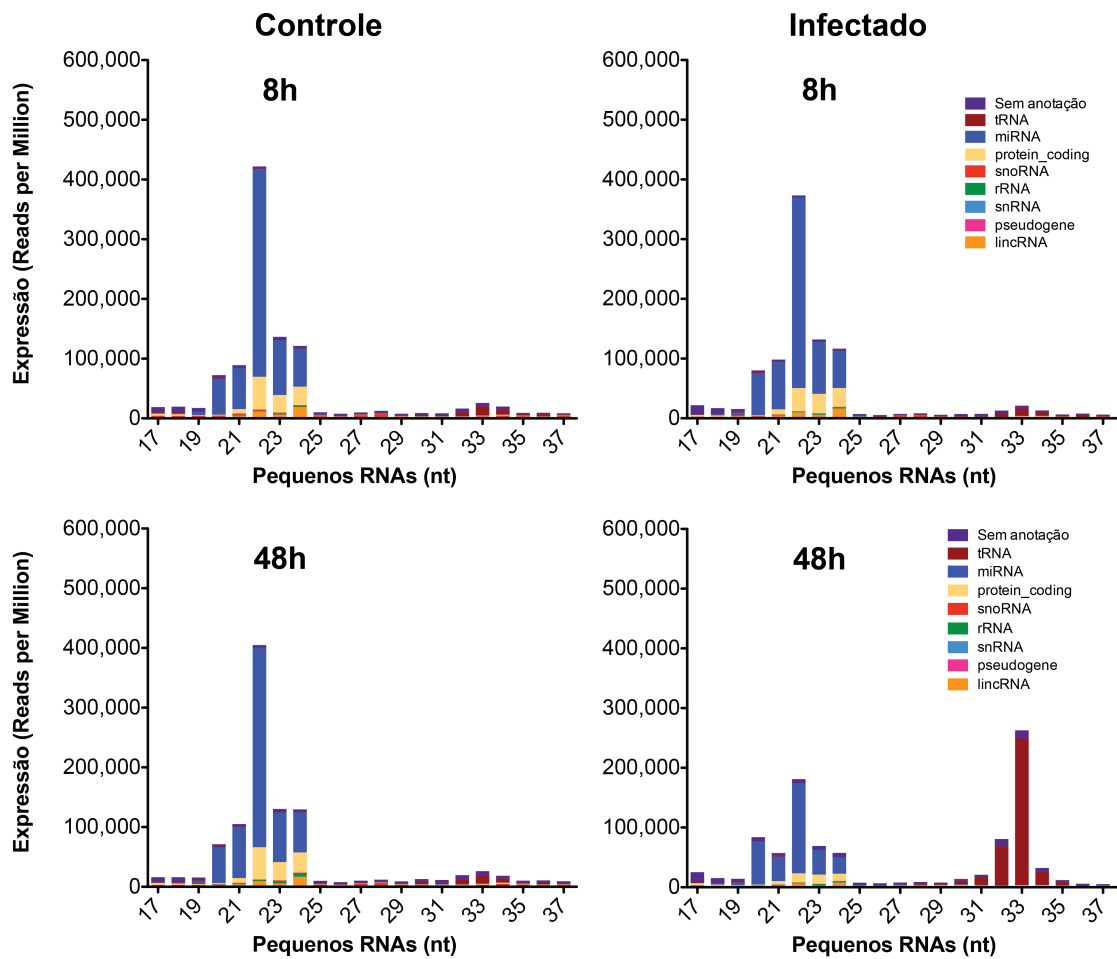 Controle
Infectado
Expressão (Reads per Million)
600,000
500,000
400,000
300,000
200,000
100,000
0
8h
17
19
21
23
25
27
29
31
33
35
37
Pequenos RNAs (nt)
600,000
500,000
400,000
300,000
200,000
100,000
0
8h
Sem anotação
tRNA
miRNA
protein_coding
snoRNA
rRNA
snRNA
pseudogene
lincRNA
17
19
21
23
25
27
29
31
33
35
37
Pequenos RNAs (nt)
Expressão (Reads per Million)
600,000
500,000
400,000
300,000
200,000
100,000
0
48h
17
19
21
23
25
27
29
31
33
35
37
Pequenos RNAs (nt)
600,000
500,000
400,000
300,000
200,000
100,000
0
48h
Sem anotação
tRNA
miRNA
protein_coding
snoRNA
rRNA
snRNA
pseudogene
lincRNA
17
19
21
23
25
27
29
31
33
35
37
Pequenos RNAs (nt)